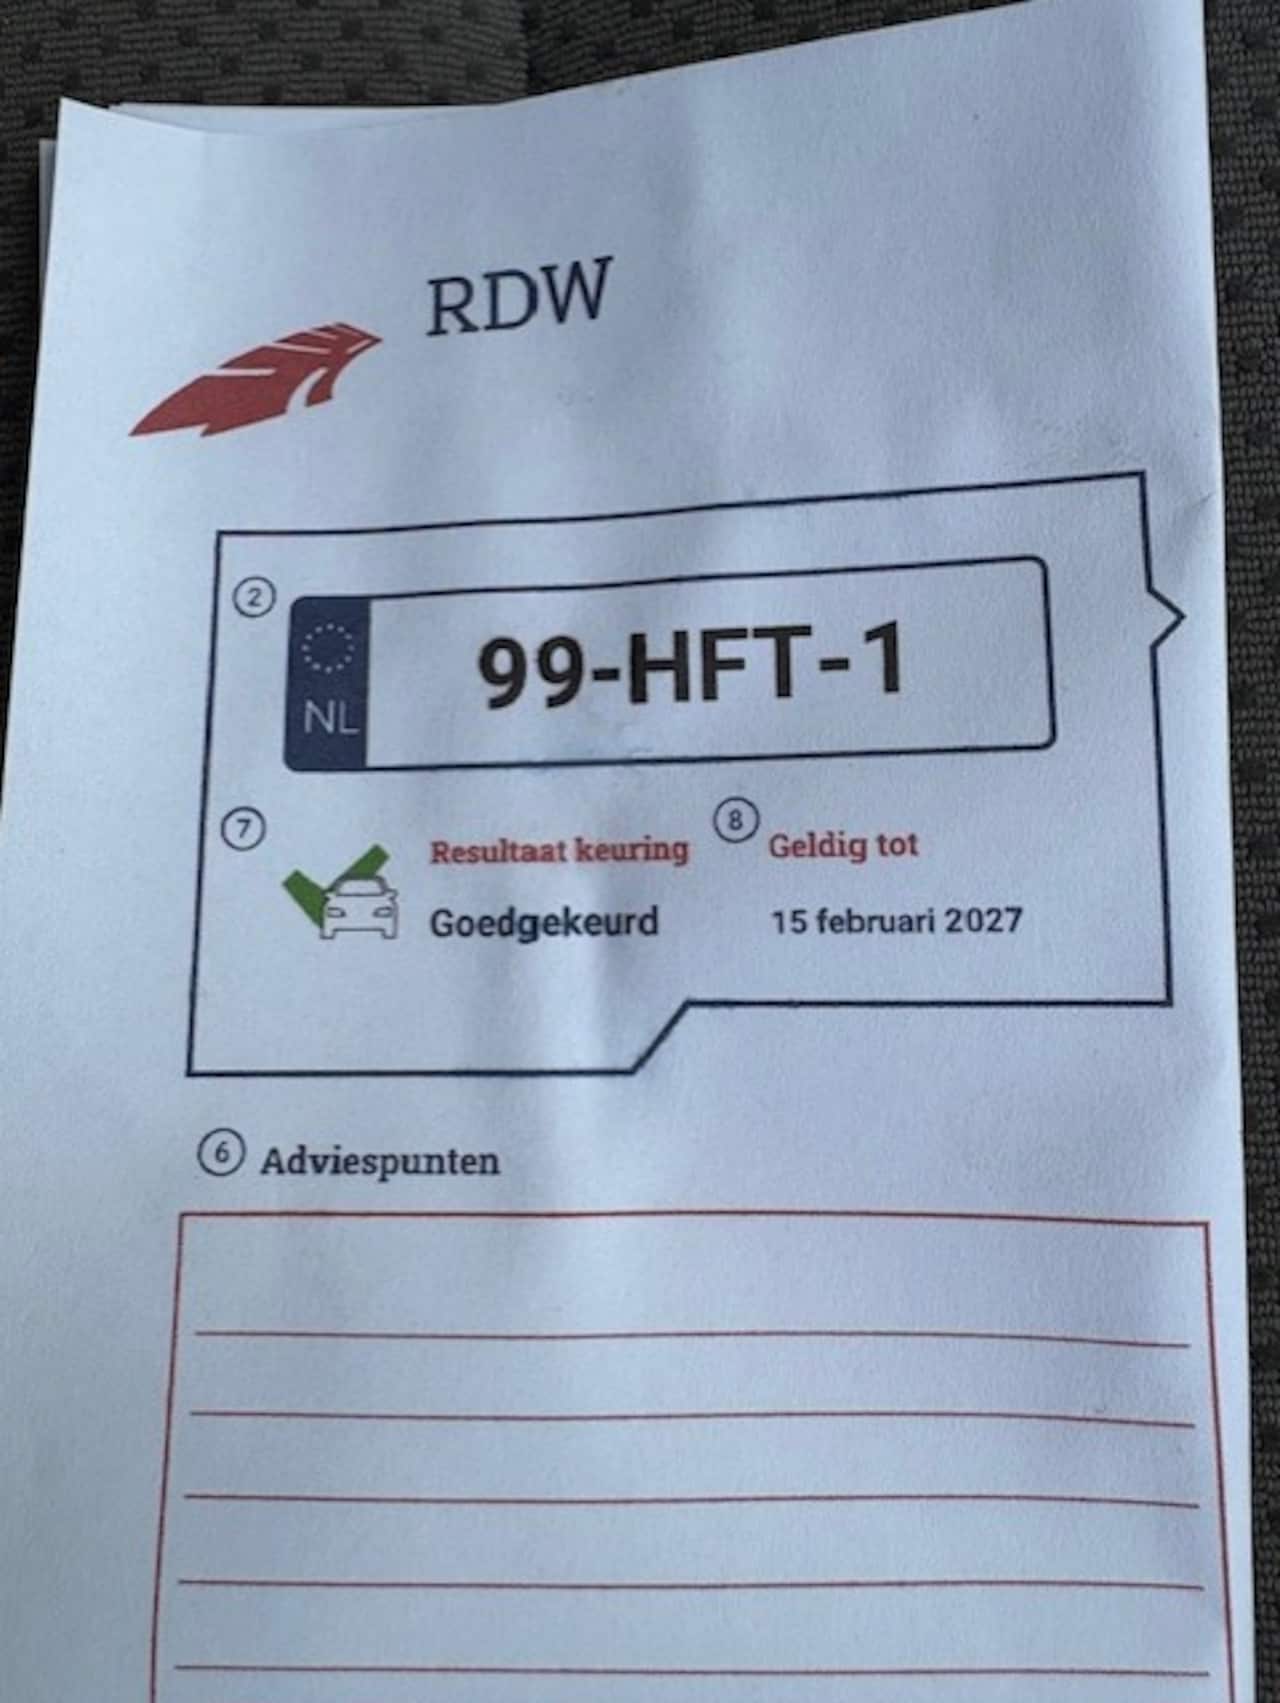 RDW
2
NL
99-HFT-1
7
Resultaat keuring
8
Geldig tot
Goedgekeurd
15 februari 2027
6 Adviespunten